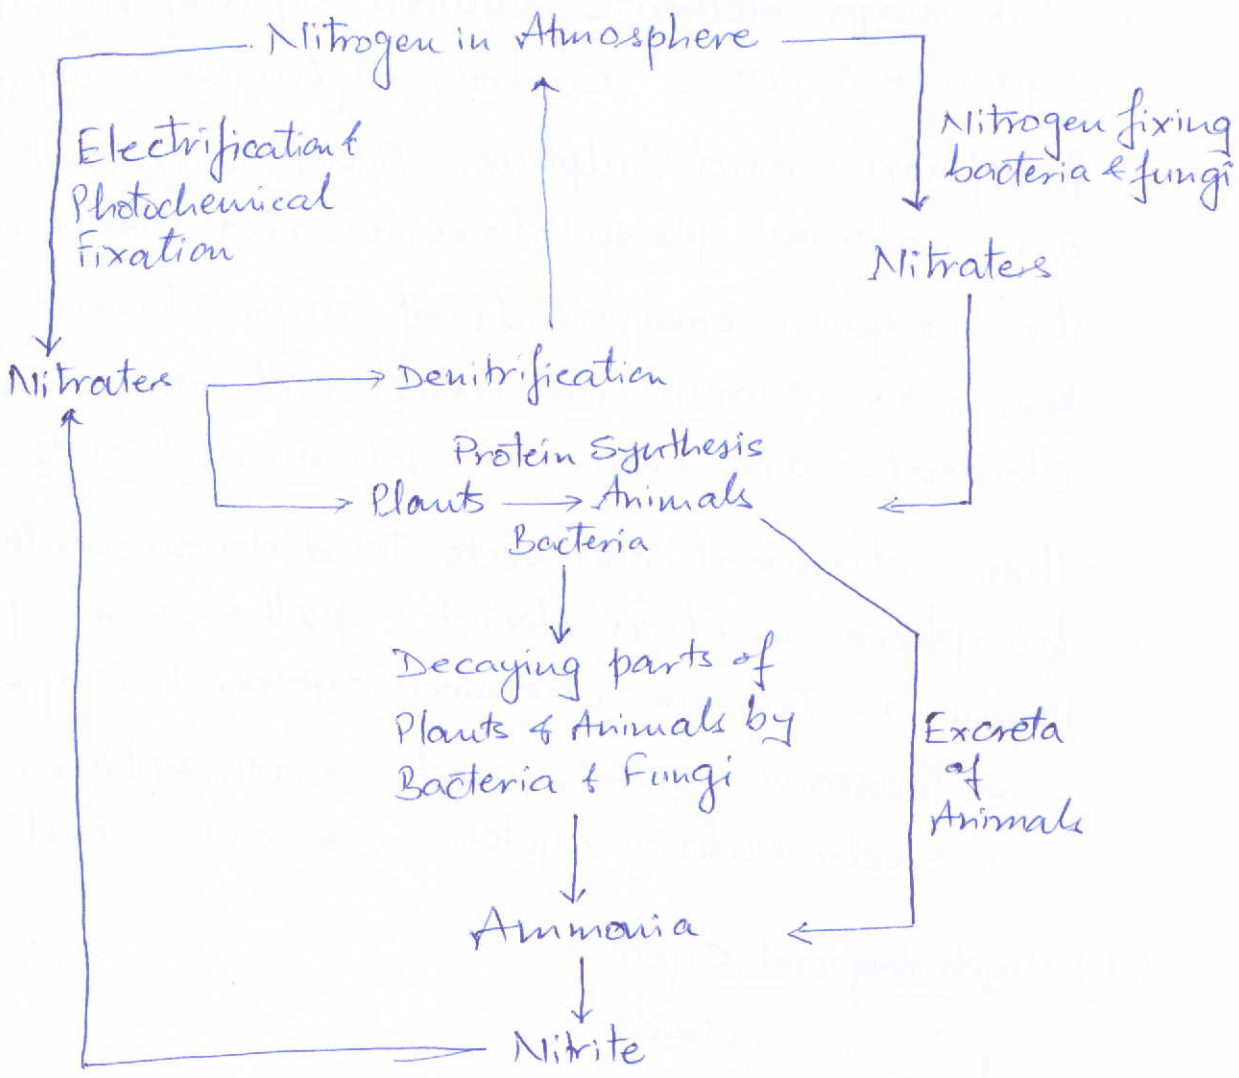 Nitrogen in Atmosphere
Electrification &
Photochemical
Fixation
Nitrogen fixing
bacteria & fungi
Nitraters
Nitrates
Denitrification
Protein Synthesis
Plants → Animals
Bacteria
Decaying parts of
Plants & Animals by
Bacteria & Fungi
Excreta
of
Animals
Ammonia
Nitrite